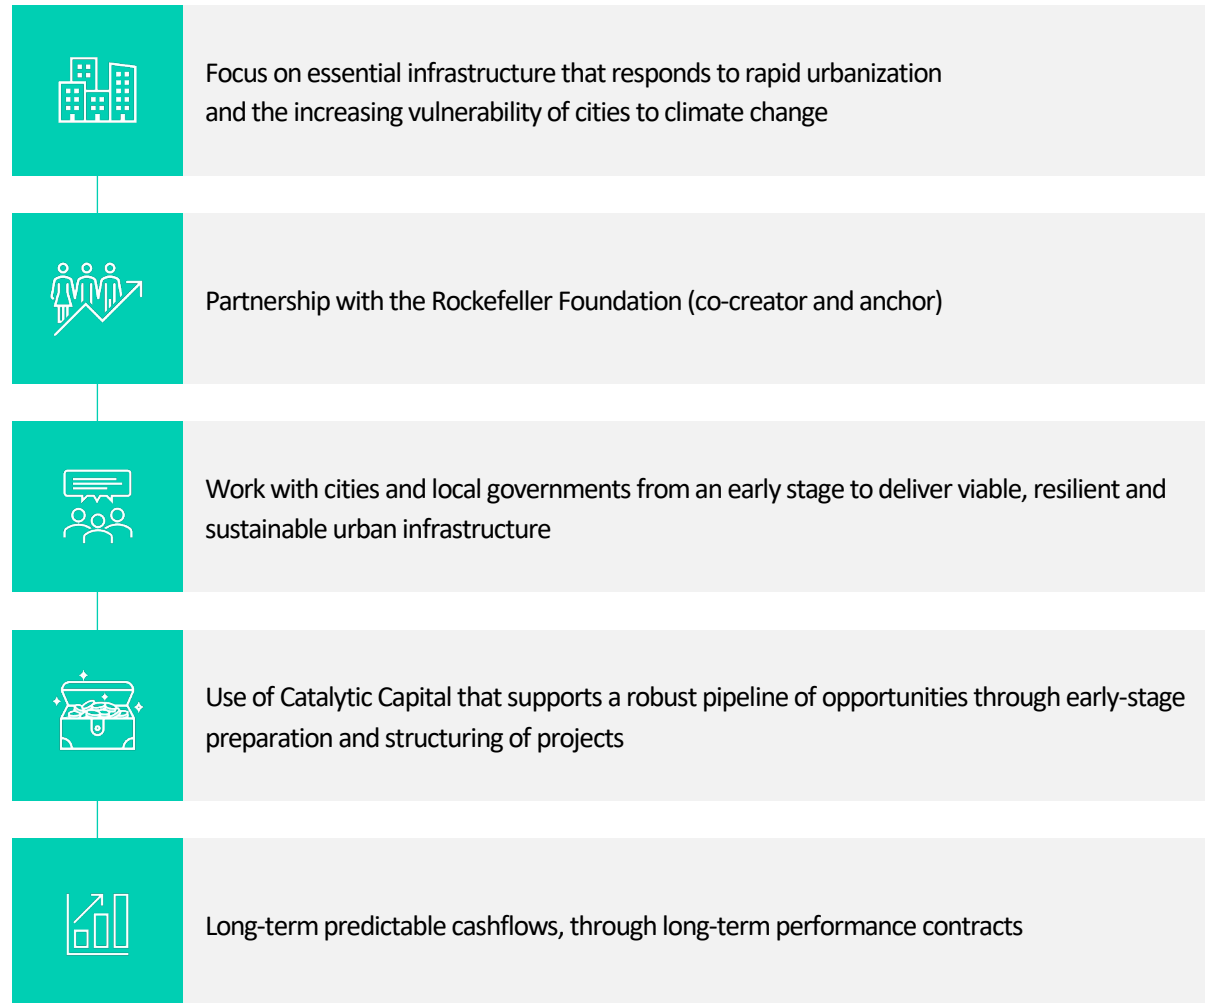 Focus on essential infrastructure that responds to rapid urbanization
and the increasing vulnerability of cities to climate change
Partnership with the Rockefeller Foundation (co-creator and anchor)
Work with cities and local governments from an early stage to deliver viable, resilient and
sustainable urban infrastructure
Use of Catalytic Capital that supports a robust pipeline of opportunities through early-stage
preparation and structuring of projects
Long-term predictable cashflows, through long-term performance contracts